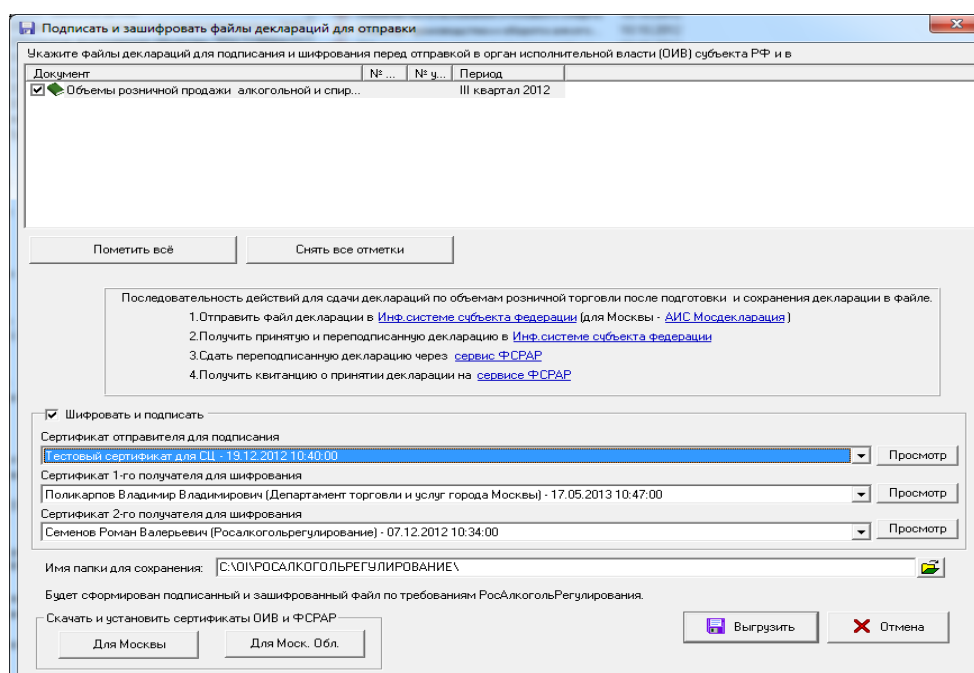 Подписать и зашифровать файлы деклараций для отправки
Укажите файлы деклараций для подписания и шифрования перед отправкой в орган исполнительной власти (ОИВ) субъекта РФ и в
Документ № ... № у... Период
Объемы розничной продажи алкогольной и спир... III квартал 2012
Пометить всё Снять все отметки
Последовательность действий для сдачи деклараций по объемам розничной торговли после подготовки и сохранения декларации в файле.
1.Отправить файл декларации в Инф.системе субъекта федерации (для Москвы - АИС Мосдекларация)
2.Получить принятую и переподписанную декларацию в Инф.системе субъекта федерации
3.Сдать переподписанную декларацию через сервис ФСРАР
4.Получить квитанцию о принятии декларации на сервисе ФСРАР
Шифровать и подписать
Сертификат отправителя для подписания
Тестовый сертификат для СЦ - 19.12.2012 10:40:00 Просмотр
Сертификат 1-го получателя для шифрования
Поликарпов Владимир Владимирович (Департамент торговли и услуг города Москвы) - 17.05.2013 10:47:00 Просмотр
Сертификат 2-го получателя для шифрования
Семенов Роман Валерьевич (Росалкогольрегулирование) - 07.12.2012 10:34:00 Просмотр
Имя папки для сохранения: C:\OI\РОСАЛКОГОЛЬРЕГУЛИРОВАНИЕ\
Будет сформирован подписанный и зашифрованный файл по требованиям РосАлкогольРегулирования.
Скачать и установить сертификаты ОИВ и ФСРАР
Для Москвы Для Моск. Обл. Выгрузить Отмена